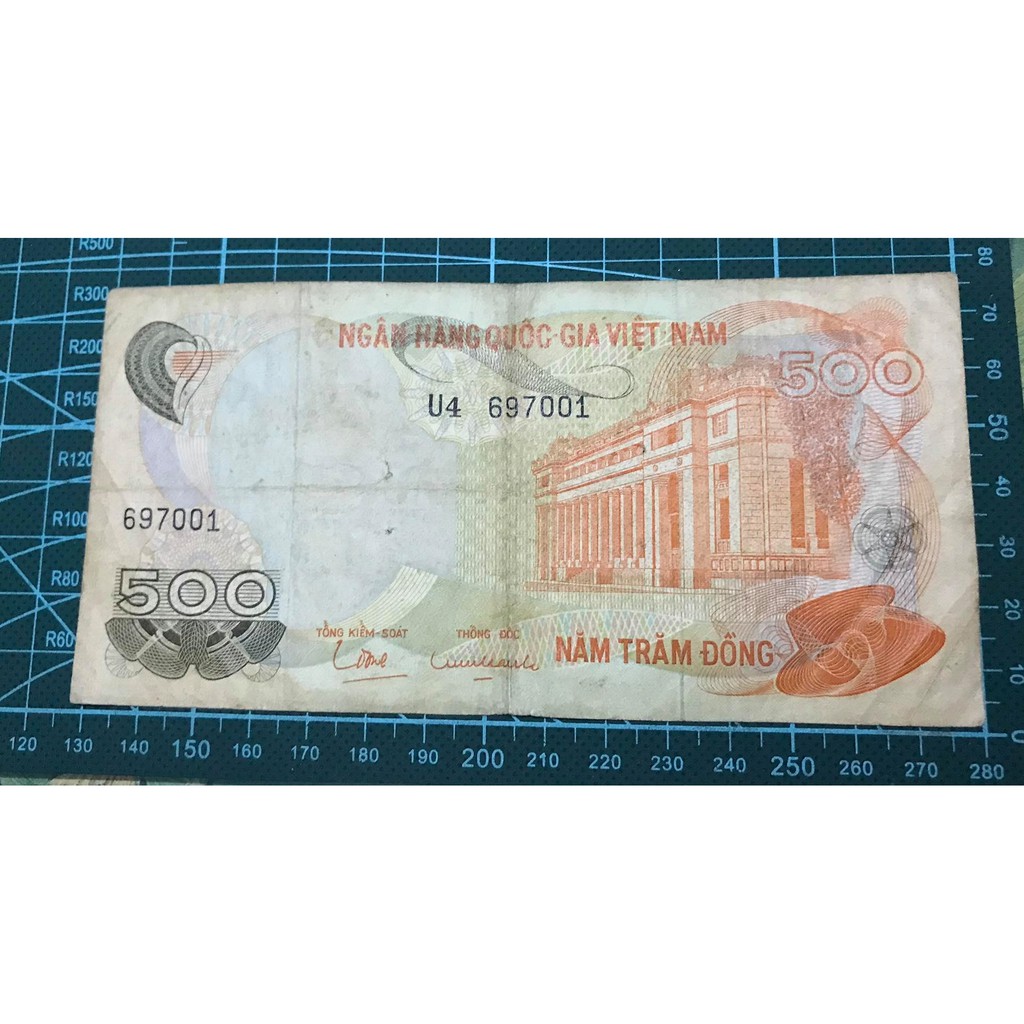 R500
R300
R200
R150
R120
R100
R80
R60
NGÂN HÀNG QUỐC-GIA VIỆT-NAM
500
U4 697001
697001
500
TỔNG KIỂM-SOÁT
THỐNG ĐỐC
NĂM TRĂM ĐỒNG
80
70
60
50
40
30
20
10
0
120 130 140 150 160 170 180 190 200 210 220 230 240 250 260 270 280